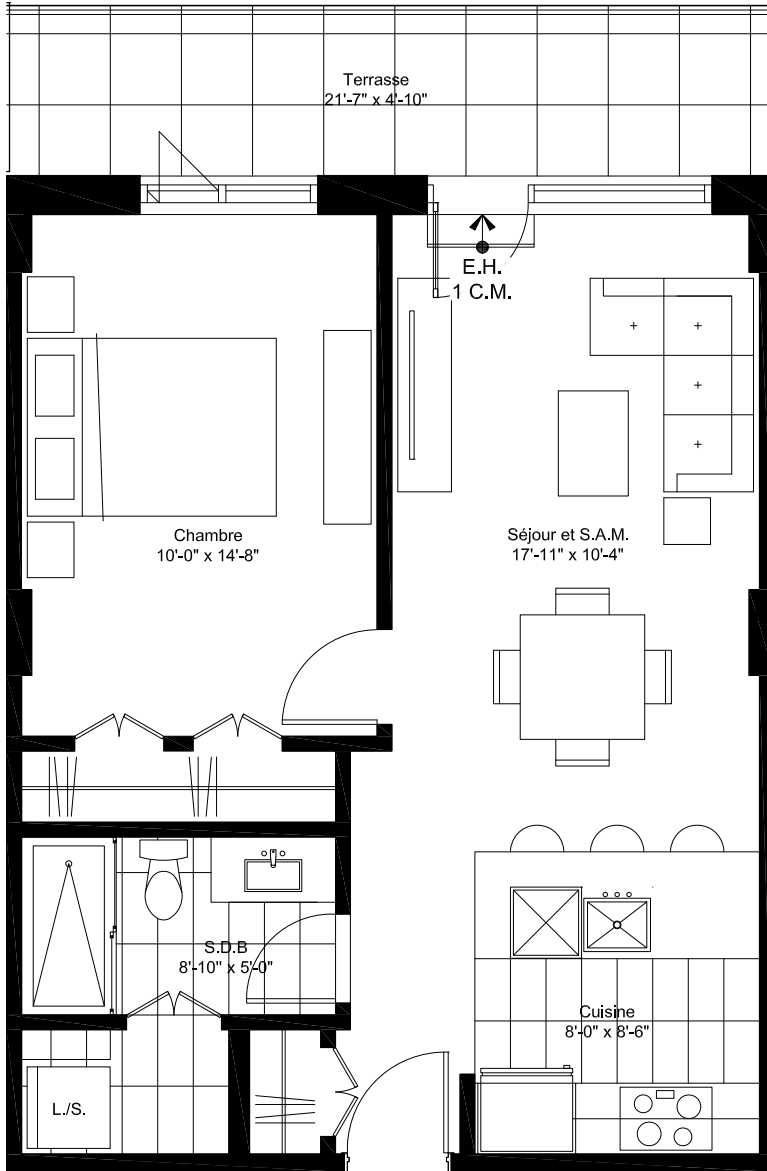 Terrasse
21'-7" x 4'-10"
E.H.
1 C.M.
Chambre
10'-0" x 14'-8"
Séjour et S.A.M.
17'-11" x 10'-4"
S.D.B
8'-10" x 5'-0"
Cuisine
8'-0" x 8'-6"
L./S.